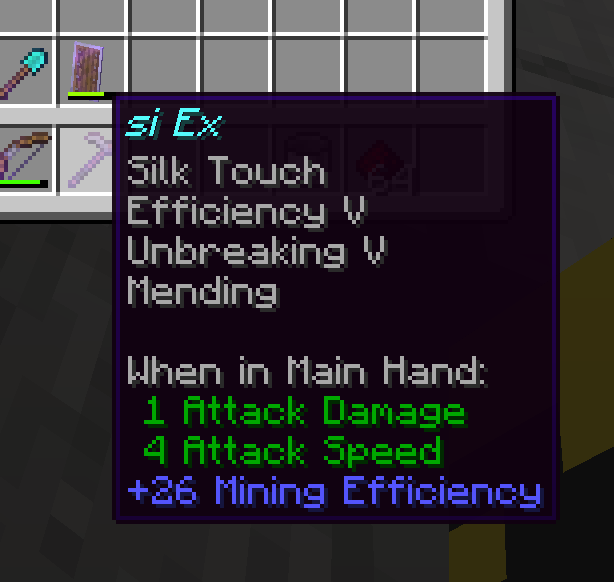 si Ex
Silk Touch
Efficiency V
Unbreaking V
Mending
When in Main Hand:
1 Attack Damage
4 Attack Speed
+26 Mining Efficiency
64